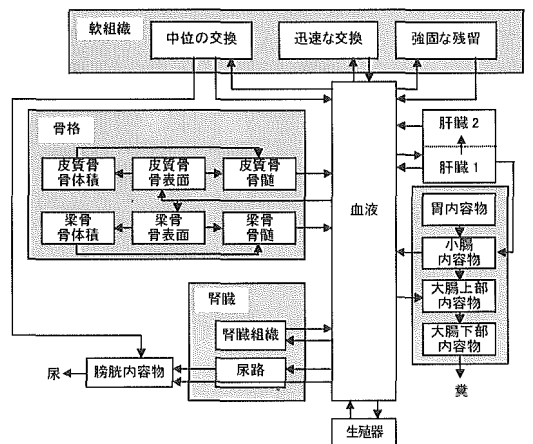 軟組織
中位の交換
迅速な交換
強固な残留
骨格
皮質骨
骨体積
皮質骨
骨表面
皮質骨
骨髄
梁骨
骨体積
梁骨
骨表面
梁骨
骨髄
血液
肝臓 2
肝臓 1
胃内容物
小腸
内容物
大腸上部
内容物
大腸下部
内容物
糞
腎臓
腎臓組織
尿路
膀胱内容物
尿
生殖器